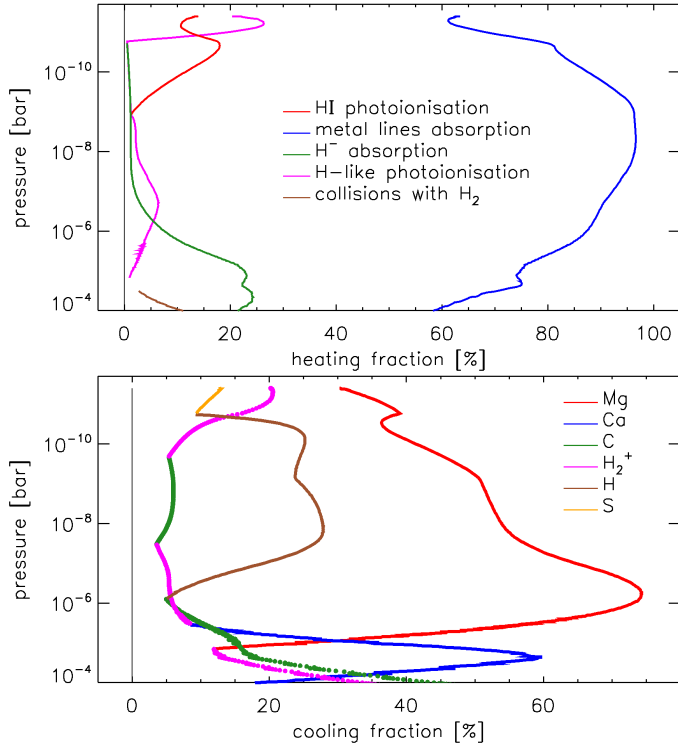 pressure [bar]
10⁻¹⁰
10⁻⁸
10⁻⁶
10⁻⁴
HI photoionisation
metal lines absorption
H⁻ absorption
H-like photoionisation
collisions with H₂
0 20 40 60 80 100
heating fraction [%]
pressure [bar]
10⁻¹⁰
10⁻⁸
10⁻⁶
10⁻⁴
Mg
Ca
C
H₂⁺
H⁻
S
0 20 40 60
cooling fraction [%]